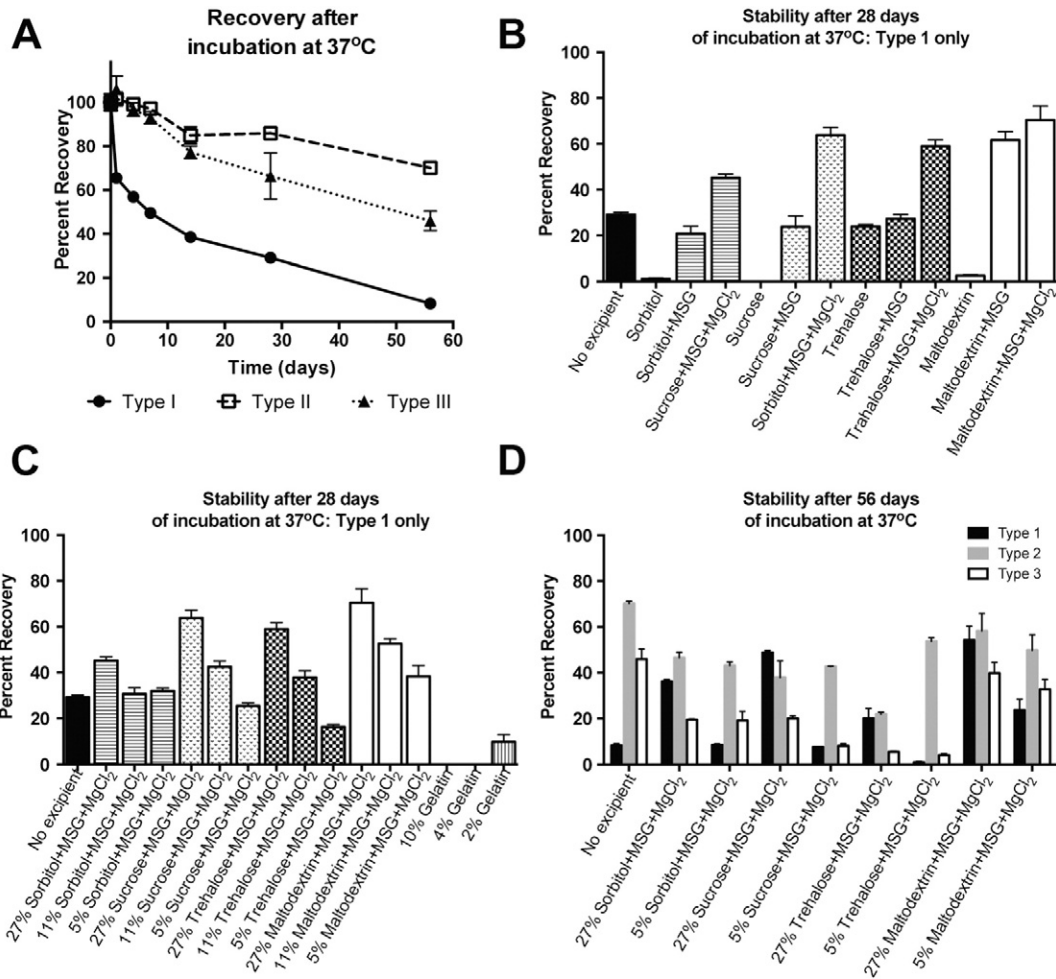 A
Recovery after
incubation at 37°C
Percent Recovery
100
80
60
40
20
0
0 10 20 30 40 50 60
Time (days)
Type I Type II Type III
B
Stability after 28 days
of incubation at 37°C: Type 1 only
Percent Recovery
100
80
60
40
20
0
No excipient
Sorbitol
Sorbitol+MSG
Sucrose+MSG+MgCl₂
Sucrose
Sucrose+MSG
Sorbitol+MSG+MgCl₂
Trehalose
Trehalose+MSG
Trahalose+MSG+MgCl₂
Maltodextrin
Maltodextrin+MSG
Maltodextrin+MSG+MgCl₂
C
Stability after 28 days
of incubation at 37°C: Type 1 only
Percent Recovery
100
80
60
40
20
0
No excipient
27% Sorbitol+MSG+MgCl₂
11% Sorbitol+MSG+MgCl₂
5% Sorbitol+MSG+MgCl₂
27% Sucrose+MSG+MgCl₂
11% Sucrose+MSG+MgCl₂
5% Sucrose+MSG+MgCl₂
27% Trehalose+MSG+MgCl₂
11% Trehalose+MSG+MgCl₂
5% Trehalose+MSG+MgCl₂
27% Maltodextrin+MSG+MgCl₂
11% Maltodextrin+MSG+MgCl₂
5% Maltodextrin+MSG+MgCl₂
10% Gelatin
4% Gelatin
2% Gelatin
D
Stability after 56 days
of incubation at 37°C
Type 1
Type 2
Type 3
Percent Recovery
100
80
60
40
20
0
No excipient
27% Sorbitol+MSG+MgCl₂
5% Sorbitol+MSG+MgCl₂
27% Sucrose+MSG+MgCl₂
5% Sucrose+MSG+MgCl₂
27% Trehalose+MSG+MgCl₂
5% Trehalose+MSG+MgCl₂
27% Maltodextrin+MSG+MgCl₂
5% Maltodextrin+MSG+MgCl₂